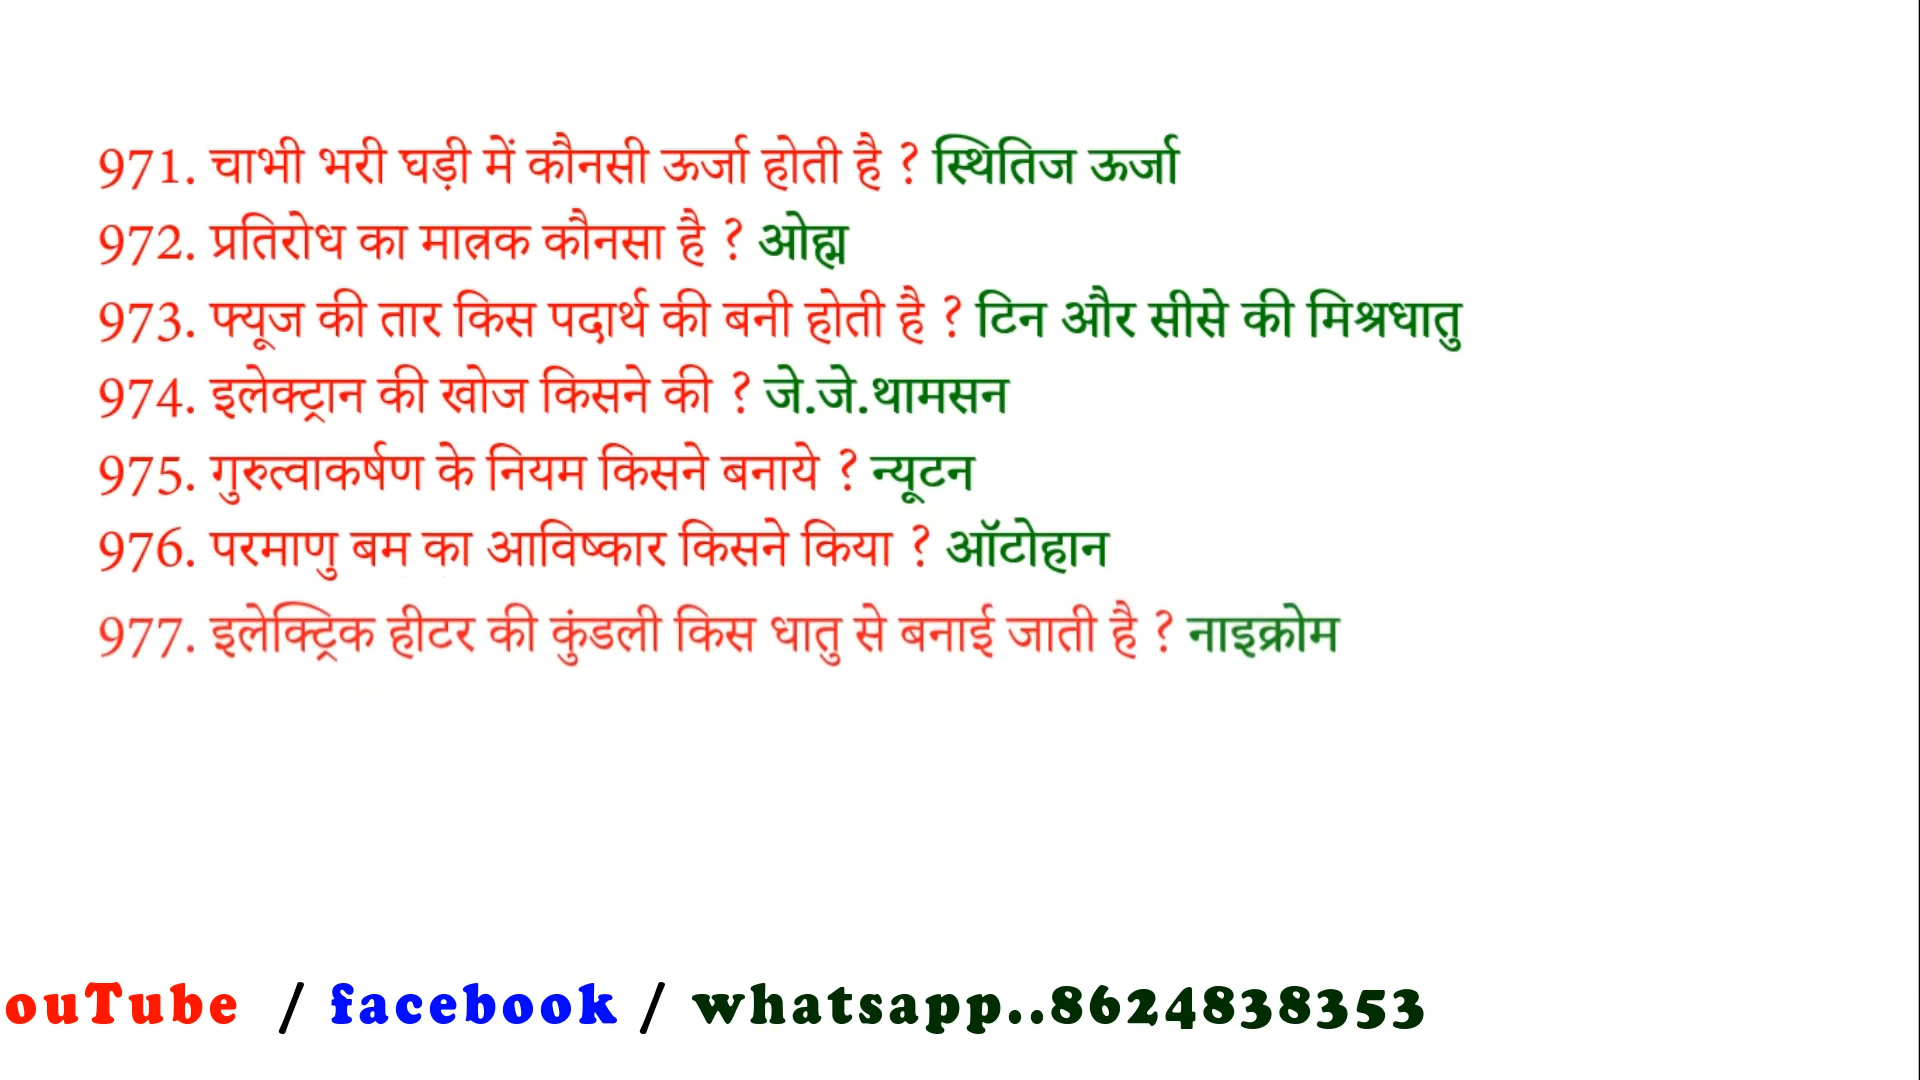 971. चाभी भरी घड़ी में कौनसी ऊर्जा होती है ? स्थितिज ऊर्जा
972. प्रतिरोध का मात्रक कौनसा है ? ओह्म
973. फ्यूज की तार किस पदार्थ की बनी होती है ? टिन और सीसे की मिश्रधातु
974. इलेक्ट्रान की खोज किसने की ? जे.जे.थामसन
975. गुरुत्वाकर्षण के नियम किसने बनाये ? न्यूटन
976. परमाणु बम का आविष्कार किसने किया ? ऑटोहान
977. इलेक्ट्रिक हीटर की कुंडली किस धातु से बनाई जाती है ? नाइक्रोम
ouTube / facebook / whatsapp..8624838353